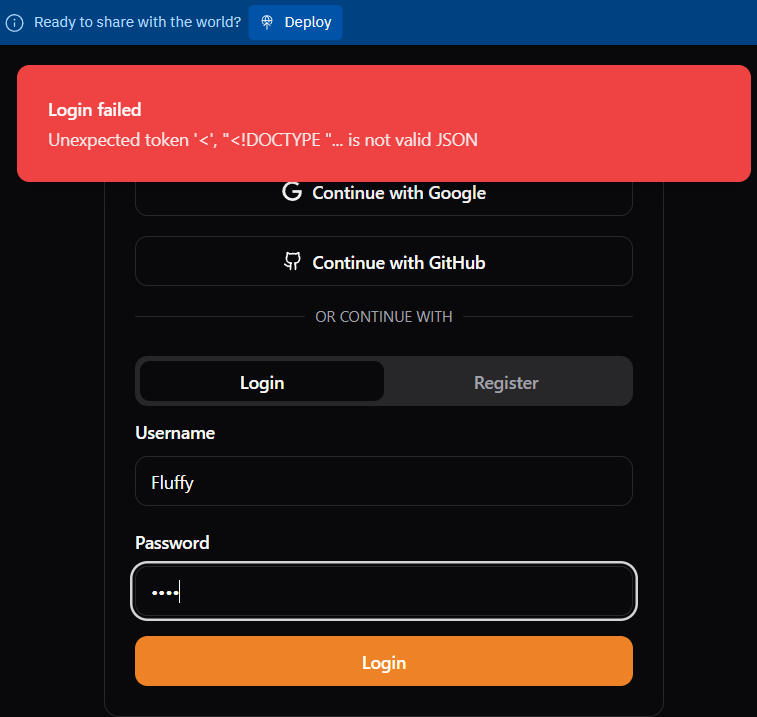 Ready to share with the world? Deploy
Login failed
Unexpected token '<', "<!DOCTYPE "... is not valid JSON
Continue with Google
Continue with GitHub
OR CONTINUE WITH
Login Register
Username
Fluffy
Password
••••
Login